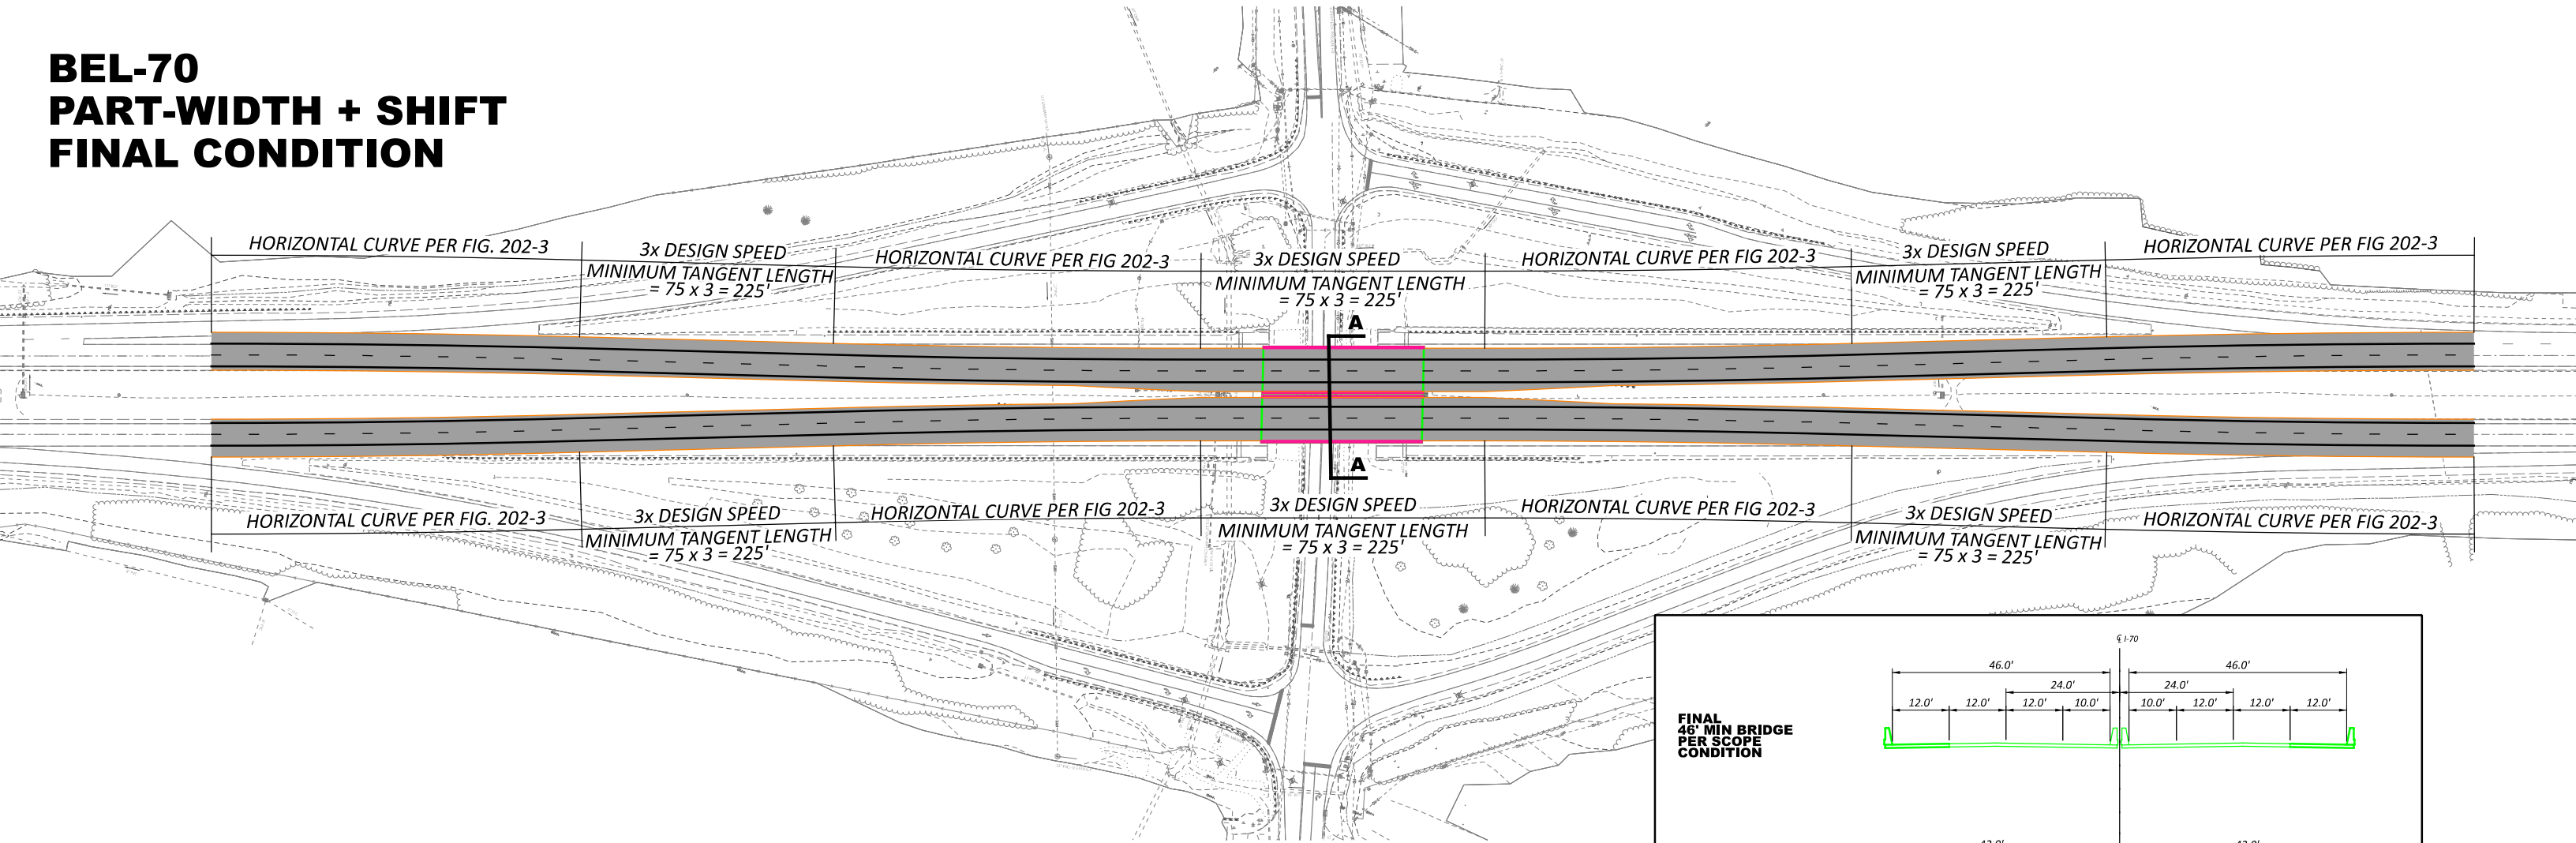 BEL-70
PART-WIDTH + SHIFT
FINAL CONDITION
HORIZONTAL CURVE PER FIG. 202-3
3x DESIGN SPEED
MINIMUM TANGENT LENGTH
= 75 x 3 = 225'
HORIZONTAL CURVE PER FIG 202-3
3x DESIGN SPEED
MINIMUM TANGENT LENGTH
= 75 x 3 = 225'
HORIZONTAL CURVE PER FIG 202-3
3x DESIGN SPEED
MINIMUM TANGENT LENGTH
= 75 x 3 = 225'
HORIZONTAL CURVE PER FIG 202-3
A
A
HORIZONTAL CURVE PER FIG. 202-3
3x DESIGN SPEED
MINIMUM TANGENT LENGTH
= 75 x 3 = 225'
HORIZONTAL CURVE PER FIG 202-3
3x DESIGN SPEED
MINIMUM TANGENT LENGTH
= 75 x 3 = 225'
HORIZONTAL CURVE PER FIG 202-3
3x DESIGN SPEED
MINIMUM TANGENT LENGTH
= 75 x 3 = 225'
HORIZONTAL CURVE PER FIG 202-3
℄ I-70
46.0' 46.0'
24.0' 24.0'
12.0' 12.0' 12.0' 10.0' 10.0' 12.0' 12.0' 12.0'
FINAL
46' MIN BRIDGE
PER SCOPE
CONDITION